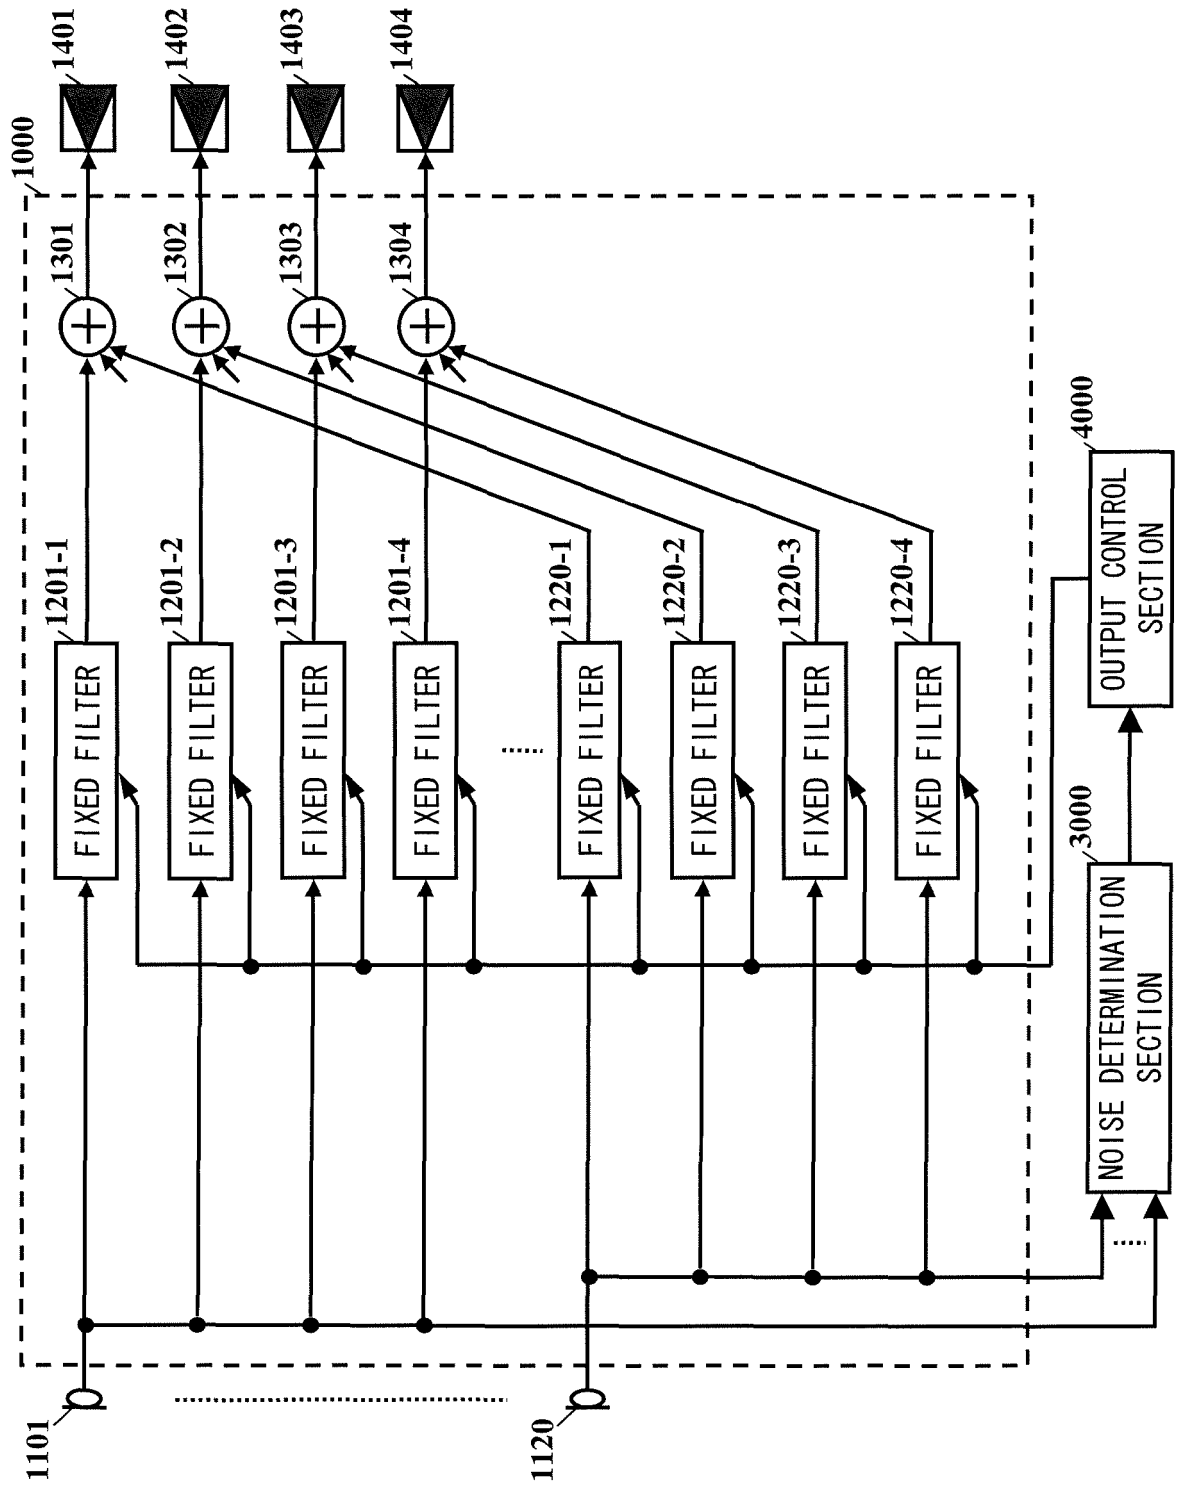 1000
1101
1201-1
FIXED FILTER
1301
1401
1201-2
FIXED FILTER
1302
1402
1201-3
FIXED FILTER
1303
1403
1201-4
FIXED FILTER
1304
1404
1120
1220-1
FIXED FILTER
1220-2
FIXED FILTER
1220-3
FIXED FILTER
1220-4
FIXED FILTER
3000
NOISE DETERMINATION
SECTION
4000
OUTPUT CONTROL
SECTION